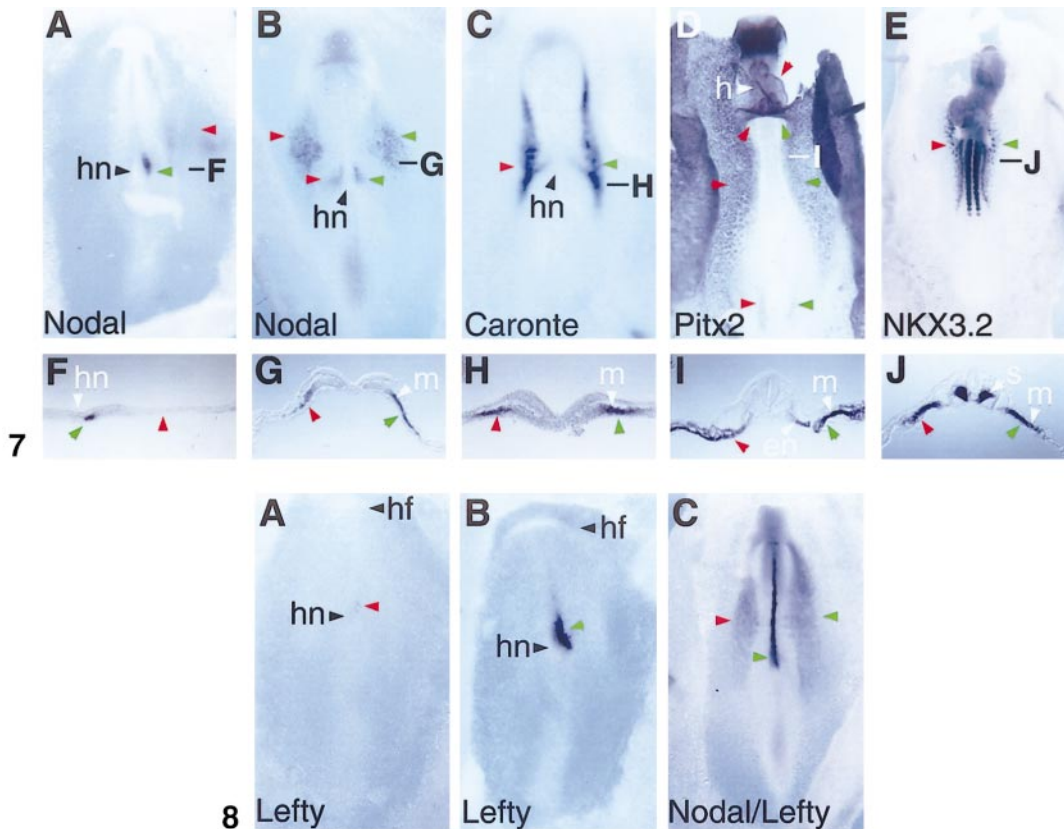 A
hn
F
Nodal
B
G
hn
Nodal
C
H
hn
Caronte
D
h
I
Pitx2
E
J
NKX3.2
7
F
hn
G
m
H
m
I
m
en
J
s
m
8
A
hf
hn
Lefty
B
hf
hn
Lefty
C
Nodal/Lefty